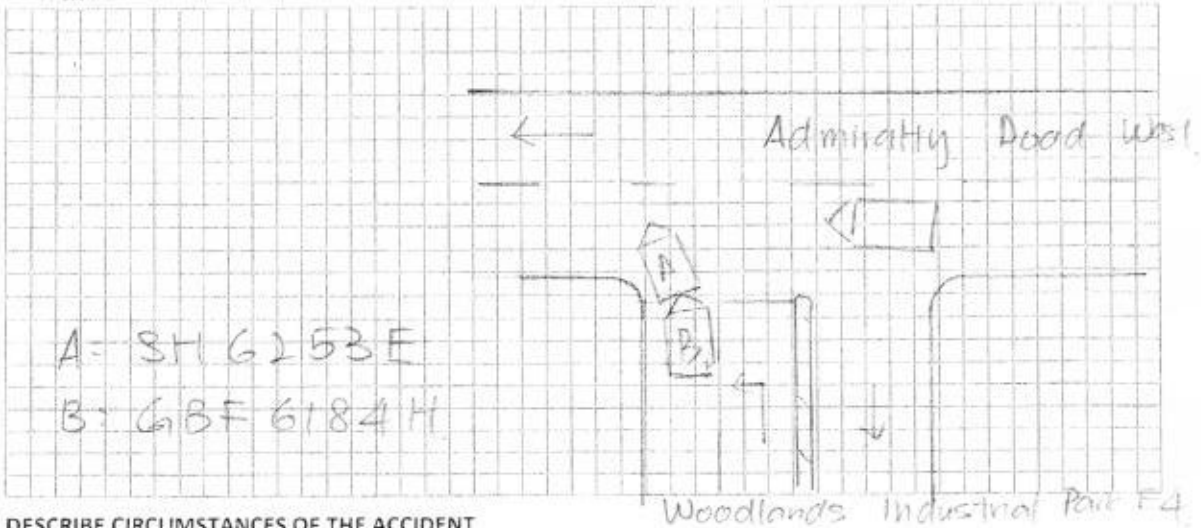 Admiralty Road West
A
B
A- SH 6253E
B- GBF 6184H
Woodlands Industrial Park E4
DESCRIBE CIRCUMSTANCES OF THE ACCIDENT